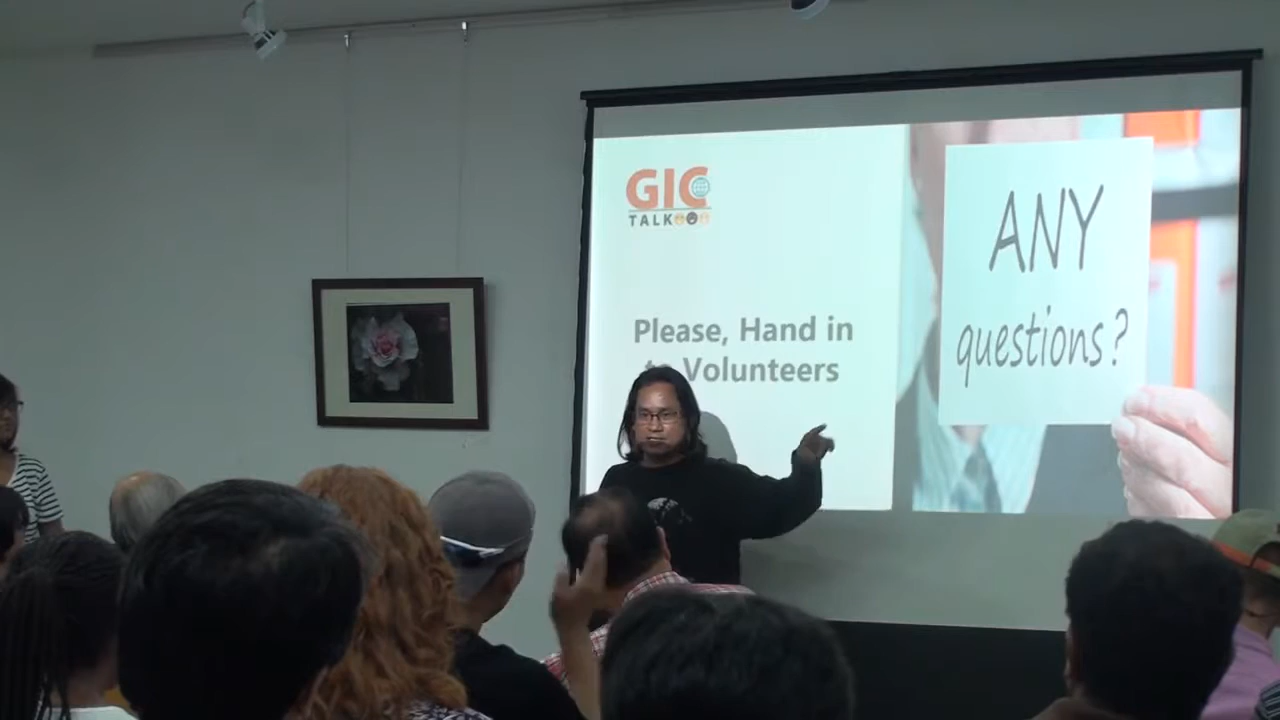 GIC
TALK
Please, Hand in
to Volunteers
ANY
questions?